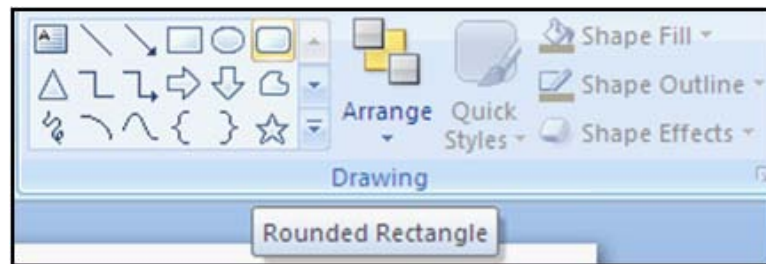 A
Shape Fill
Shape Outline
Arrange
Quick
Styles
Shape Effects
Drawing
Rounded Rectangle